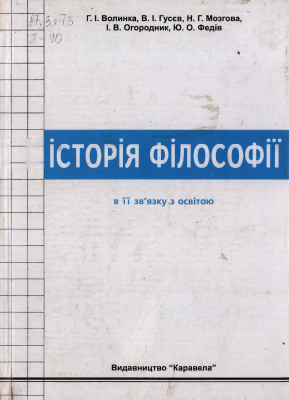 Г. І. Волинка, В. І. Гусєв, Н. Г. Мозгова,
І. В. Огородник, Ю. О. Федів
ІСТОРІЯ ФІЛОСОФІЇ
в її зв'язку з освітою
Видавництво "Каравела"